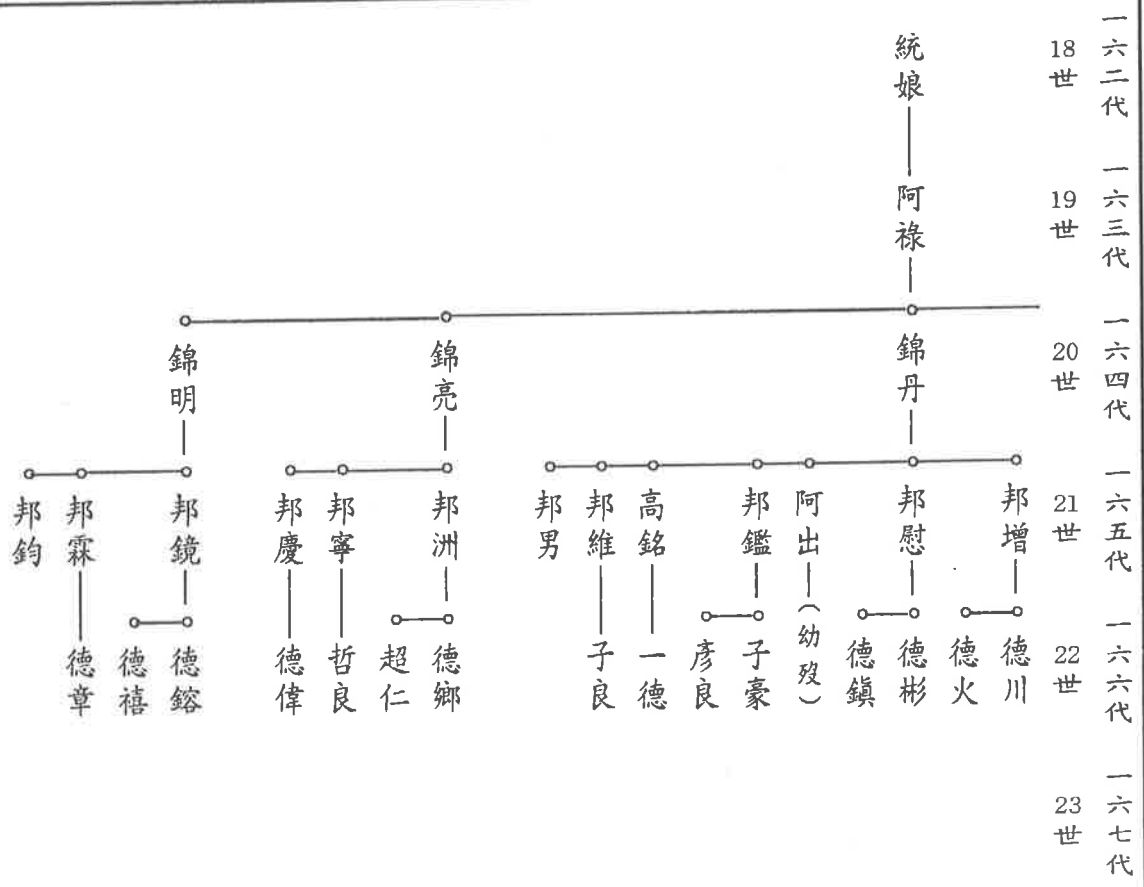 一六二代
18世
一六三代
19世
一六四代
20世
一六五代
21世
一六六代
22世
一六七代
23世
統娘
阿祿
錦丹
錦亮
錦明
邦增
邦慰
阿出
邦鑑
高銘
邦維
邦男
邦洲
邦寧
邦慶
邦鏡
邦霖
邦鈞
德川
德火
德彬
德鎭
（幼歿）
子豪
彥良
一德
子良
德鄉
超仁
哲良
德偉
德鎔
德禧
德章